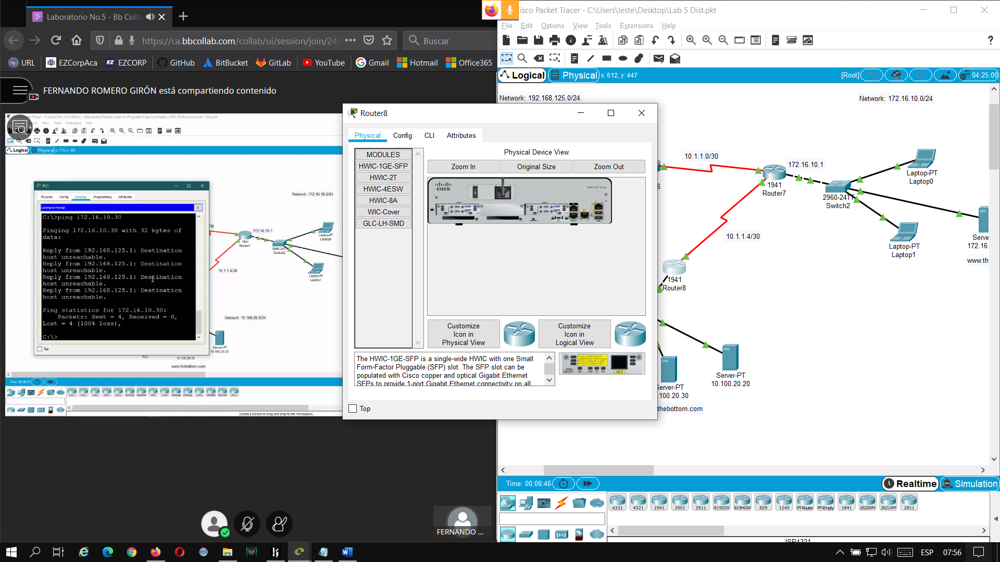 Laboratorio No.5 - Bb Colla
https://ca.bbcollab.com/collab/ui/session/join/24f
Buscar
URL
EZCorpAca
EZCORP
GitHub
BitBucket
GitLab
YouTube
Gmail
Hotmail
Office365
FERNANDO ROMERO GIRÓN está compartiendo contenido
Logical
Physical
x: 713, y: 420
PC1
Physical
Config
Desktop
Programming
Attributes
Command Prompt
X
C:\>ping 172.16.10.30
Pinging 172.16.10.30 with 32 bytes of
data:
Reply from 192.168.125.1: Destination
host unreachable.
Reply from 192.168.125.1: Destination
host unreachable.
Reply from 192.168.125.1: Destination
host unreachable.
Reply from 192.168.125.1: Destination
host unreachable.
Ping statistics for 172.16.10.30:
Packets: Sent = 4, Received = 0,
Lost = 4 (100% loss),
C:\>
Top
Network: 172.16.10.0/24
172.16.10.1
1941
Router7
2960-24TT
Switch2
Laptop-PT
Laptop0
Laptop-PT
Laptop1
10.1.1.4/30
Network: 10.100.20.0/24
Server-PT
10.100.20.20
PC2
10.100.20.30
www.thebottom.com
Time: 00:08:07
(Select a Device to Drag and Drop to the Workspace)
FERNANDO ...
isco Packet Tracer - C:\Users\leste\Desktop\Lab 5 Dist.pkt
File
Edit
Options
View
Tools
Extensions
Help
?
Logical
Physical
x: 612, y: 447
[Root]
04:25:00
Network: 192.168.125.0/24
Network: 172.16.10.0/24
10.1.1.0/30
172.16.10.1
1941
Router7
2960-24TT
Switch2
Laptop-PT
Laptop0
Laptop-PT
Laptop1
Serve
172.16.
www.the
10.1.1.4/30
6
1941
Router8
Server-PT
10.100.20.20
erver-PT
.100.20.30
thebottom.com
Router8
Physical
Config
CLI
Attributes
MODULES
HWIC-1GE-SFP
HWIC-2T
HWIC-4ESW
HWIC-8A
WIC-Cover
GLC-LH-SMD
Physical Device View
Zoom In
Original Size
Zoom Out
CISCO
Cisco 1941 Series
Customize
Icon in
Physical View
Customize
Icon in
Logical View
The HWIC-1GE-SFP is a single-wide HWIC with one Small
Form-Factor Pluggable (SFP) slot. The SFP slot can be
populated with Cisco copper and optical Gigabit Ethernet
SFPs to provide 1-port Gigabit Ethernet connectivity on all
Top
Time: 00:08:46
Realtime
Simulation
4331
4321
1941
2901
2911
819IOX
819HGW
829
1240
PT-Router
PT-Empty
1841
2620XM
2621XM
2811
ISR4321
ESP
07:56